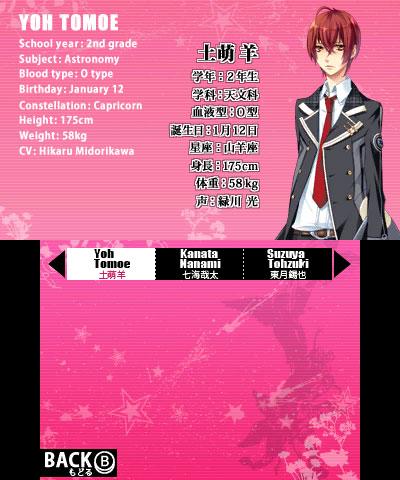 YOH TOMOE
School year : 2nd grade
Subject : Astronomy
Blood type : O type
Birthday : January 12
Constellation : Capricorn
Height : 175cm
Weight : 58kg
CV : Hikaru Midorikawa
土萌 羊
学年 : 2年生
学科 : 天文科
血液型 : O型
誕生日 : 1月12日
星座 : 山羊座
身長 : 175cm
体重 : 58kg
声 : 緑川 光
Yoh
Tomoe
土萌羊
Kanata
Nanami
七海哉太
Suzuya
Tohzuki
東月錫也
BACK B
もどる